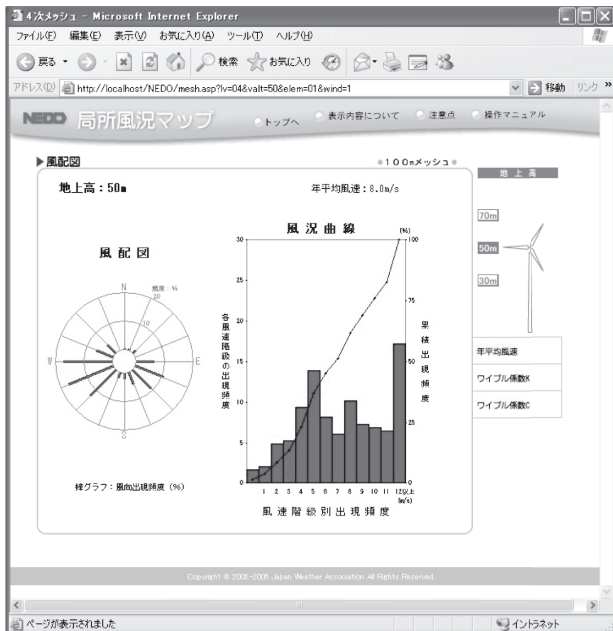 4次メッシュ - Microsoft Internet Explorer
ファイル(F) 編集(E) 表示(V) お気に入り(A) ツール(T) ヘルプ(H)
戻る 検索 お気に入り
アドレス(D) http://localhost/NEDO/mesh.asp?lv=04&valt=50&elem=01&wind=1 移動 リンク »
NEDO 局所風況マップ トップへ 表示内容について 注意点 操作マニュアル
▶風配図 ●100mメッシュ●
地上高:50m 年平均風速:8.0m/s
地上高
70m
50m
30m
年平均風速
ワイブル係数K
ワイブル係数C
風配図
頻度:%
20
10
N
W E
S
棒グラフ:風向出現頻度(%)
風況曲線 (%)
30 25 20 15 10 5 0
各風速階級の出現頻度
100 75 50 25 0
累積出現頻度
1 2 3 4 5 6 7 8 9 10 11 12以上
(m/s)
風速階級別出現頻度
Copyright © 2002-2005 Japan Weather Association All Rights Reserved.
ページが表示されました イントラネット